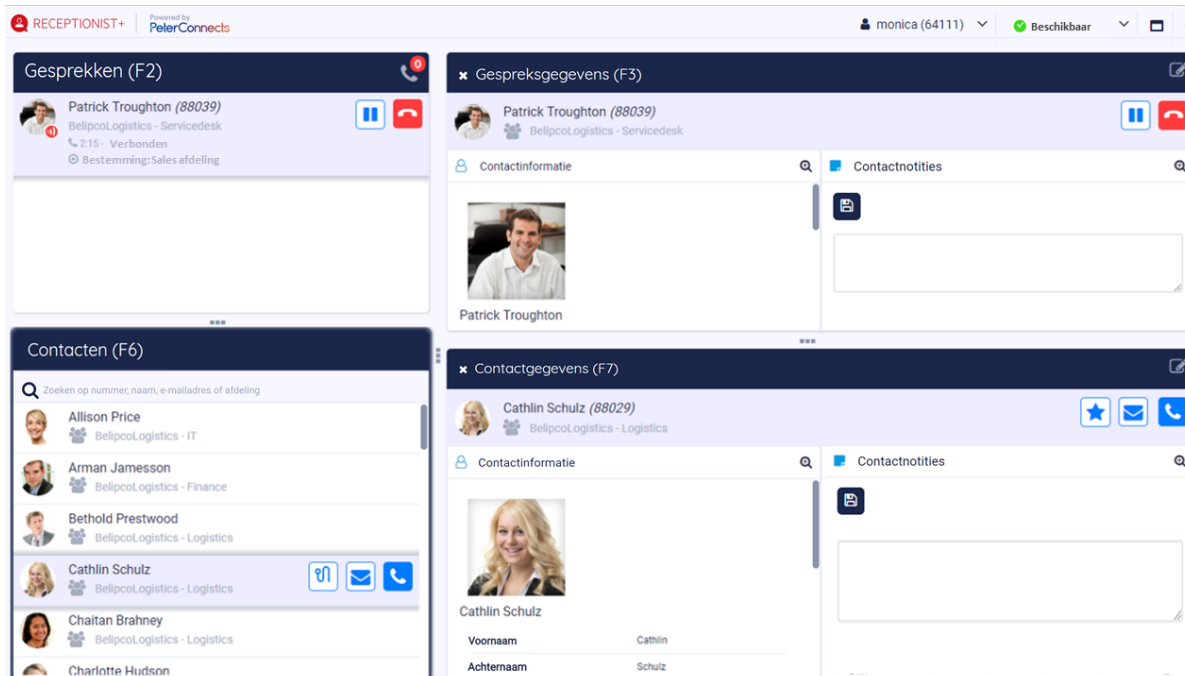 RECEPTIONIST+
Powered by
PeterConnects
monica (64111)
Beschikbaar
Gesprekken (F2)
0
Patrick Troughton (88039)
BelipcoLogistics - Servicedesk
2:15 - Verbonden
Bestemming: Sales afdeling
Gespreksgegevens (F3)
Patrick Troughton (88039)
BelipcoLogistics - Servicedesk
Contactinformatie
Contactnotities
Patrick Troughton
Contacten (F6)
Zoeken op nummer, naam, e-mailadres of afdeling
Allison Price
BelipcoLogistics - IT
Arman Jamesson
BelipcoLogistics - Finance
Bethold Prestwood
BelipcoLogistics - Logistics
Cathlin Schulz
BelipcoLogistics - Logistics
Chaitan Brahney
BelipcoLogistics - Logistics
Charlotte Hudson
Contactgegevens (F7)
Cathlin Schulz (88029)
BelipcoLogistics - Logistics
Contactinformatie
Contactnotities
Cathlin Schulz
Voornaam Cathlin
Achternaam Schulz